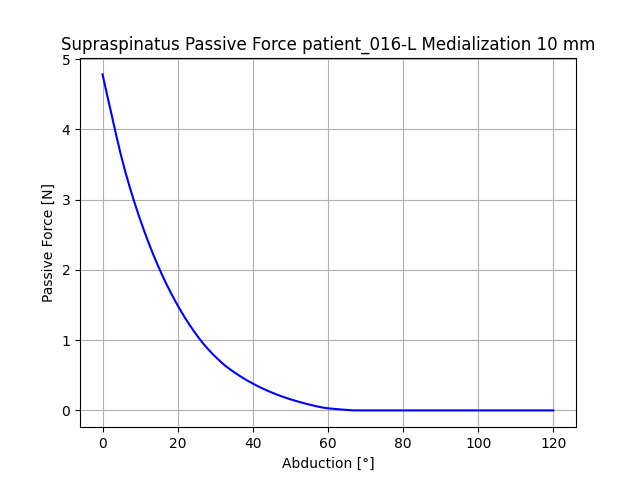 Supraspinatus Passive Force patient_016-L Medialization 10 mm
5
4
3
2
1
0
Passive Force [N]
0 20 40 60 80 100 120
Abduction [°]